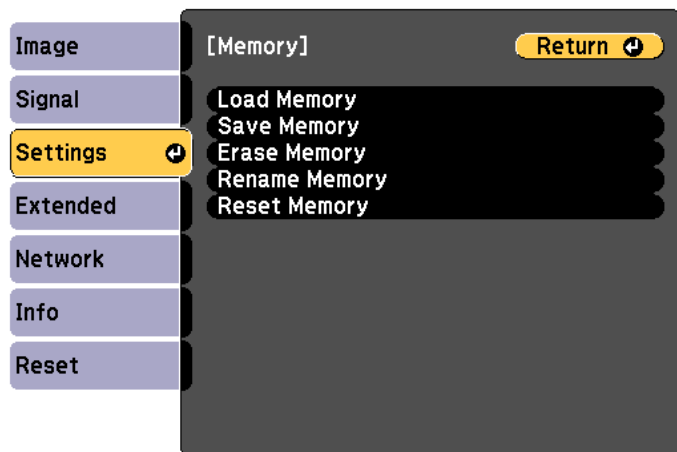 Image
Signal
Settings
Extended
Network
Info
Reset
[Memory]
Return
Load Memory
Save Memory
Erase Memory
Rename Memory
Reset Memory